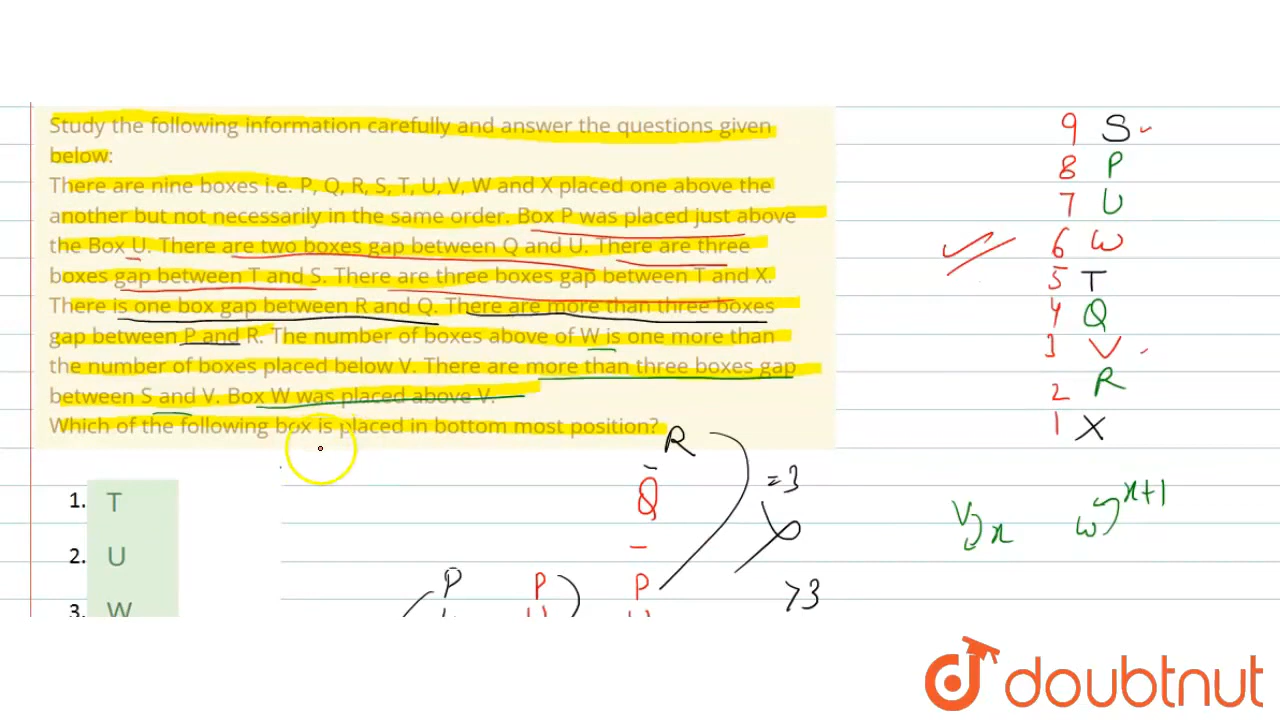 Study the following information carefully and answer the questions given
below:
There are nine boxes i.e. P, Q, R, S, T, U, V, W and X placed one above the
another but not necessarily in the same order. Box P was placed just above
the Box U. There are two boxes gap between Q and U. There are three
boxes gap between T and S. There are three boxes gap between T and X.
There is one box gap between R and Q. There are more than three boxes
gap between P and R. The number of boxes above of W is one more than
the number of boxes placed below V. There are more than three boxes gap
between S and V. Box W was placed above V.
Which of the following box is placed in bottom most position?
1. T
2. U
3. W
9 S
8 P
7 U
6 W
5 T
4 Q
3 V
2 R
1 X
R
Q
=3
P P P
>3
V x w x+1
doubtnut